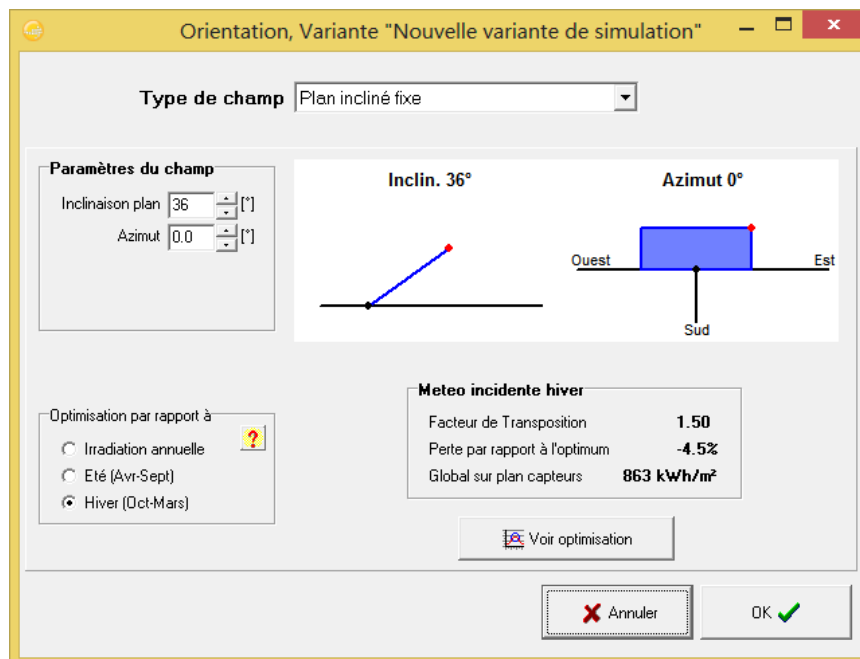 Orientation, Variante "Nouvelle variante de simulation"
Type de champ Plan incliné fixe
Paramètres du champ
Inclinaison plan 36 [°]
Azimut 0.0 [°]
Inclin. 36° Azimut 0°
Ouest Est
Sud
Optimisation par rapport à
?
Irradiation annuelle
Eté (Avr-Sept)
Hiver (Oct-Mars)
Meteo incidente hiver
Facteur de Transposition 1.50
Perte par rapport à l'optimum -4.5%
Global sur plan capteurs 863 kWh/m²
Voir optimisation
Annuler OK